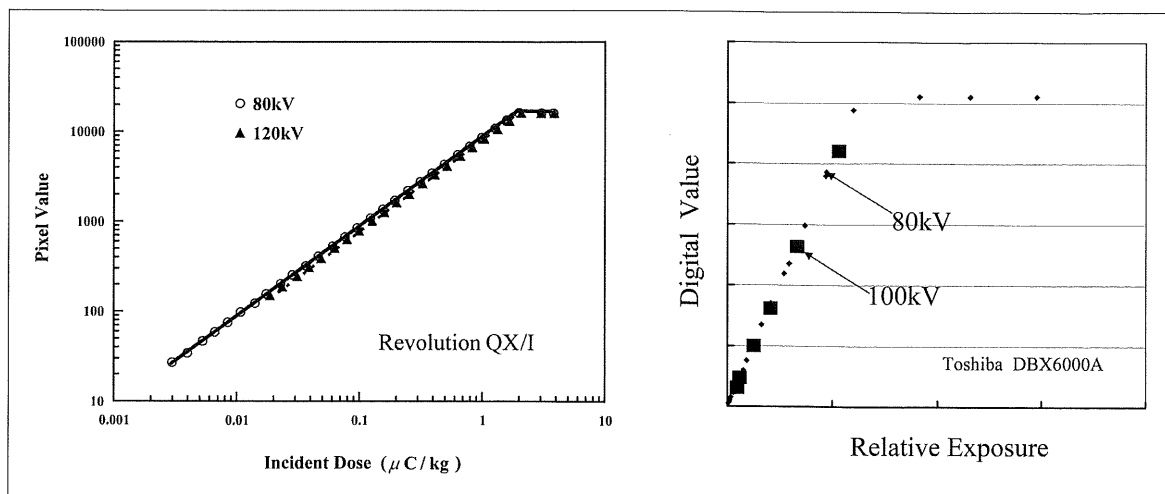 100000
10000
1000
100
10
0.001
0.01
0.1
1
10
Pixel Value
80kV
120kV
Revolution QX/I
Incident Dose ( μ C / kg )
Digital Value
80kV
100kV
Toshiba DBX6000A
Relative Exposure